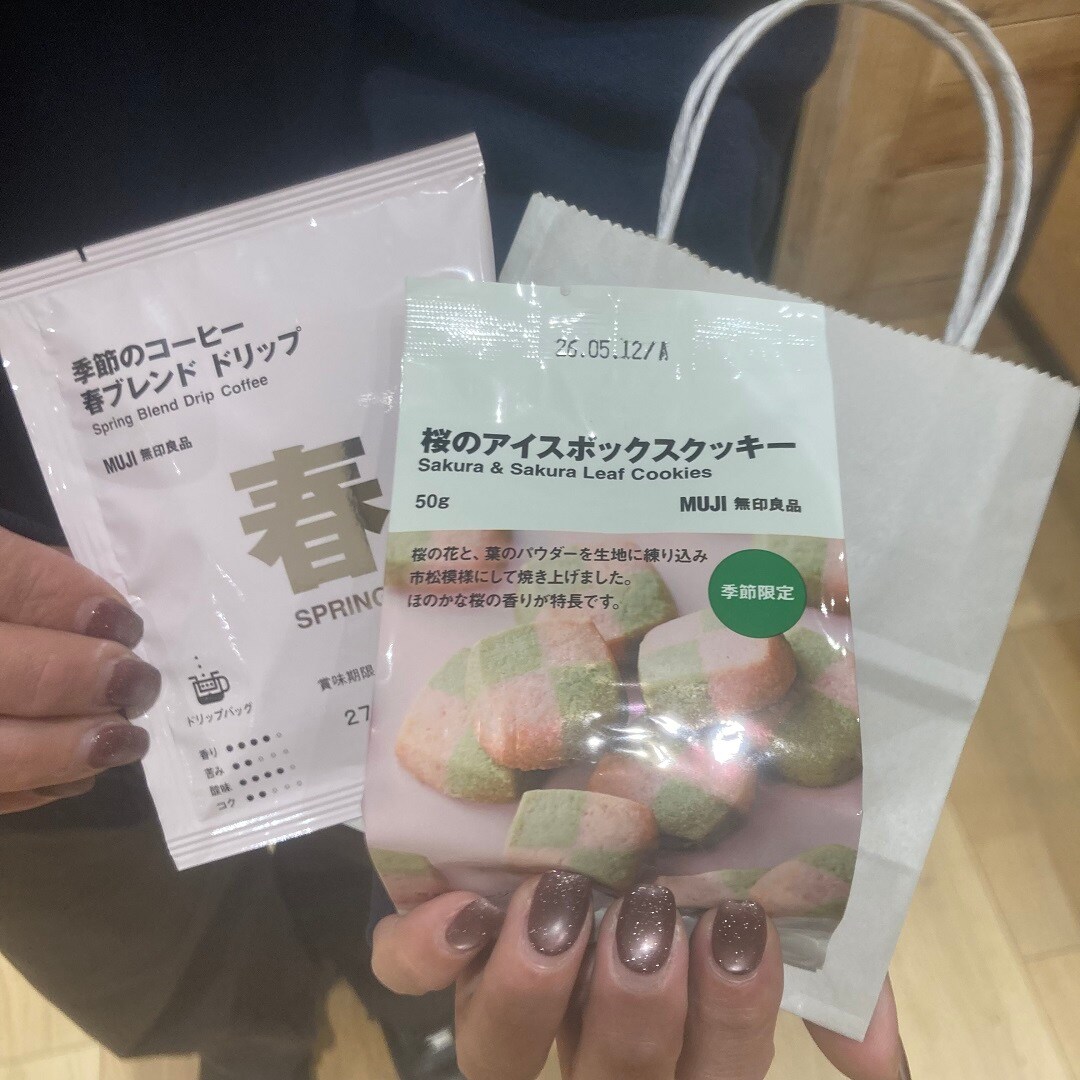 季節のコーヒー
春ブレンド ドリップ
Spring Blend Drip Coffee
MUJI 無印良品
春
SPRING
賞味期限
27
ドリップバッグ
香り
苦み
酸味
コク
26.05.12/A
桜のアイスボックスクッキー
Sakura & Sakura Leaf Cookies
50g
MUJI 無印良品
桜の花と、葉のパウダーを生地に練り込み
市松模様にして焼き上げました。
ほのかな桜の香りが特長です。
季節限定